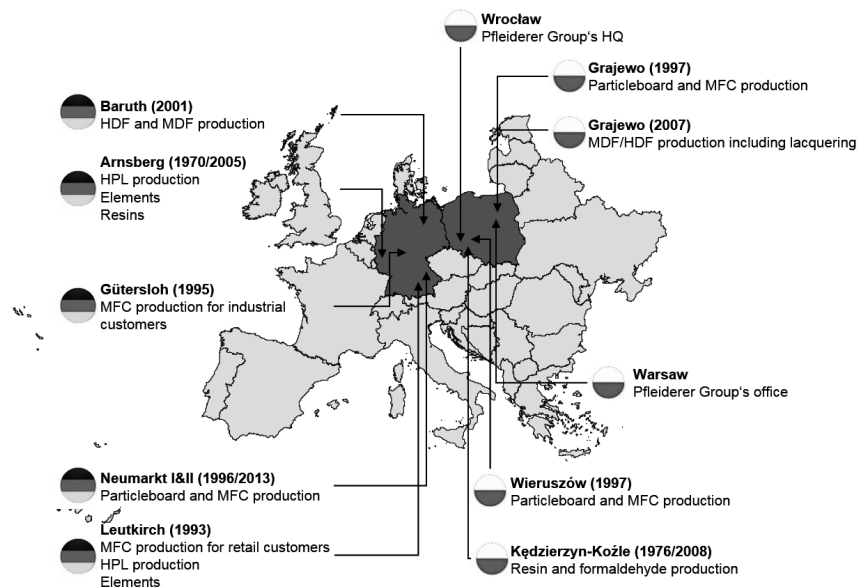 Wrocław
Pfleiderer Group‘s HQ
Grajewo (1997)
Particleboard and MFC production
Grajewo (2007)
MDF/HDF production including lacquering
Baruth (2001)
HDF and MDF production
Arnsberg (1970/2005)
HPL production
Elements
Resins
Gütersloh (1995)
MFC production for industrial
customers
Warsaw
Pfleiderer Group‘s office
Neumarkt I&II (1996/2013)
Particleboard and MFC production
Wieruszów (1997)
Particleboard and MFC production
Leutkirch (1993)
MFC production for retail customers
HPL production
Elements
Kędzierzyn-Koźle (1976/2008)
Resin and formaldehyde production